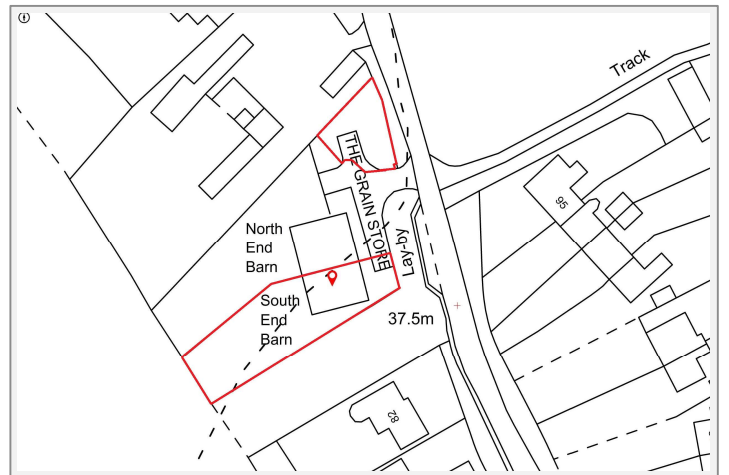 Track
THE GRAIN STORE
95
North
End
Barn
Lay-by
South
End
Barn
37.5m
82